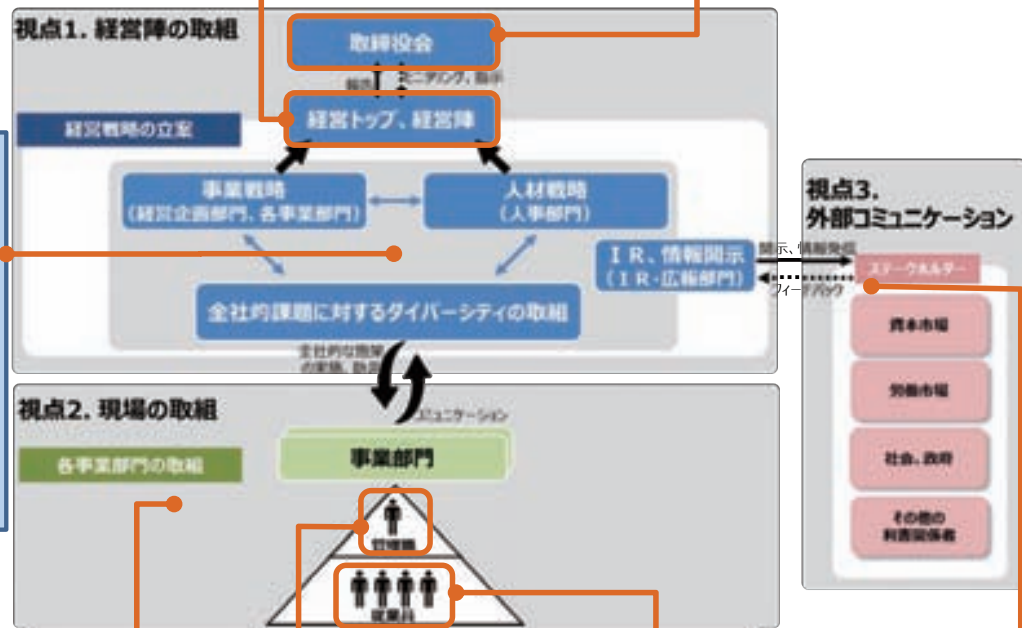 視点1. 経営陣の取組
取締役会
報告
モニタリング、指示
経営トップ、経営陣
経営戦略の立案
事業戦略
(経営企画部門、各事業部門)
人材戦略
(人事部門)
ＩＲ、情報開示
(ＩＲ・広報部門)
全社的課題に対するダイバーシティの取組
全社的な施策
コミュニケーション
視点2. 現場の取組
各事業部門の取組
事業部門
管理職
従業員
視点3.
外部コミュニケーション
開示、情報発信
ステークホルダー
フィードバック
資本市場
労働市場
社会、政府
その他の
利害関係者